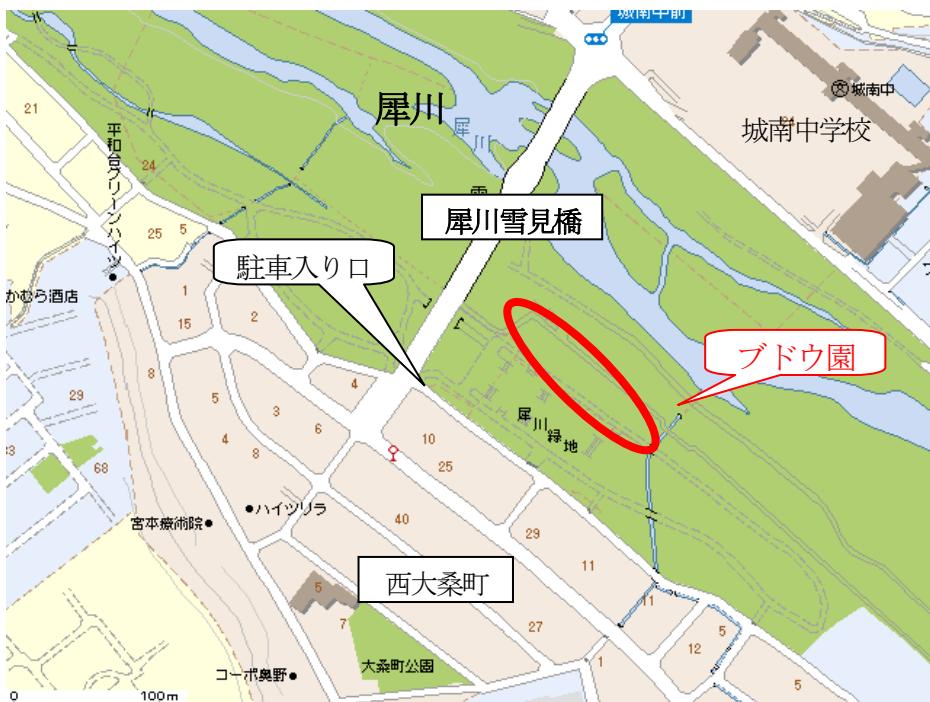 城南中前
21
犀川
犀
川
城南中
24
城南中学校
平和台グリーンハイツ
24
雪
犀川雪見橋
25
5
駐車入り口
かむら酒店
1
2
15
ブドウ園
8
4
29
5
3
犀川緑地
6
10
4
8
25
68
ハイツリラ
宮本療術院
40
29
11
西大桑町
5
11
7
27
5
12
大桑町公園
1
コーポ奥野
5
0
100m